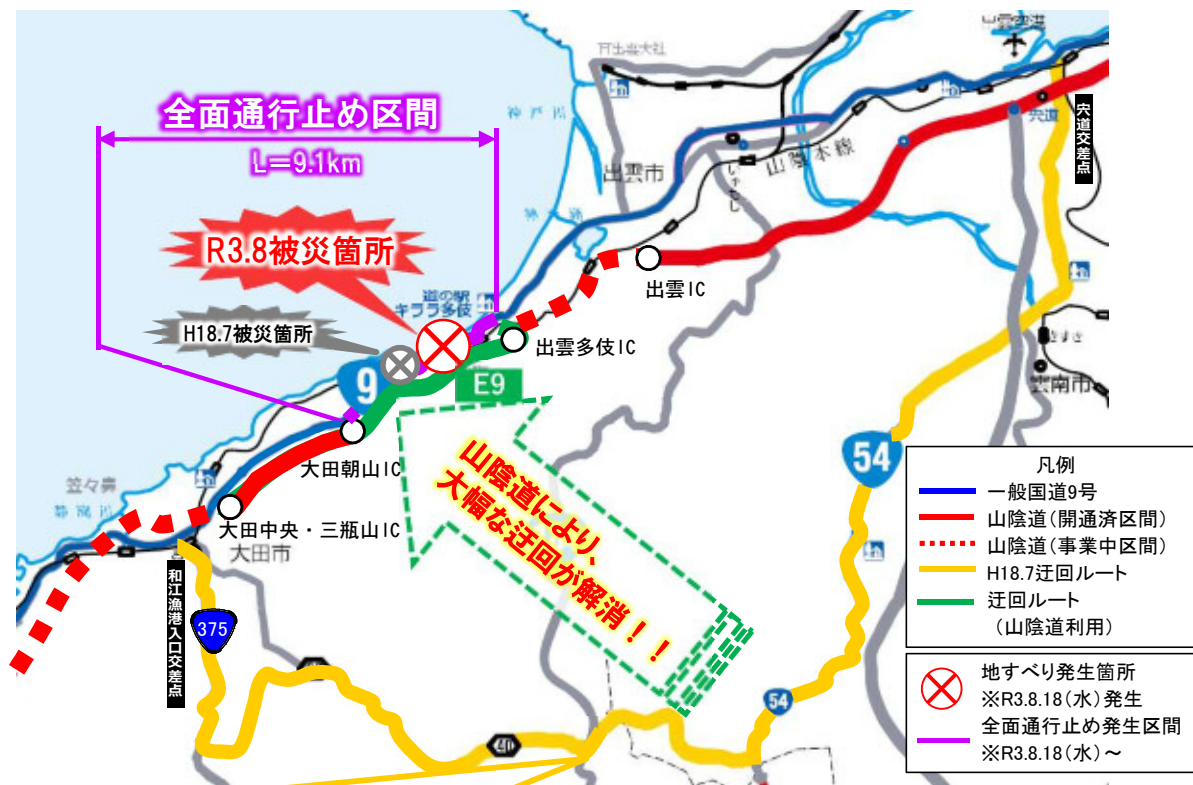 全面通行止め区間
L=9.1km
R3.8被災箇所
H18.7被災箇所
道の駅
キララ多伎
出雲市
山陰本線
宍道
宍道交差点
出雲IC
出雲多伎IC
9
E9
大田朝山IC
大田中央・三瓶山IC
大田市
笠々鼻
和江漁港入口交差点
375
山陰道により、
大幅な迂回が解消！！
40
54
54
雲南市
凡例
一般国道9号
山陰道(開通済区間)
山陰道(事業中区間)
H18.7迂回ルート
迂回ルート
(山陰道利用)
地すべり発生箇所
※R3.8.18(水)発生
全面通行止め発生区間
※R3.8.18(水)～